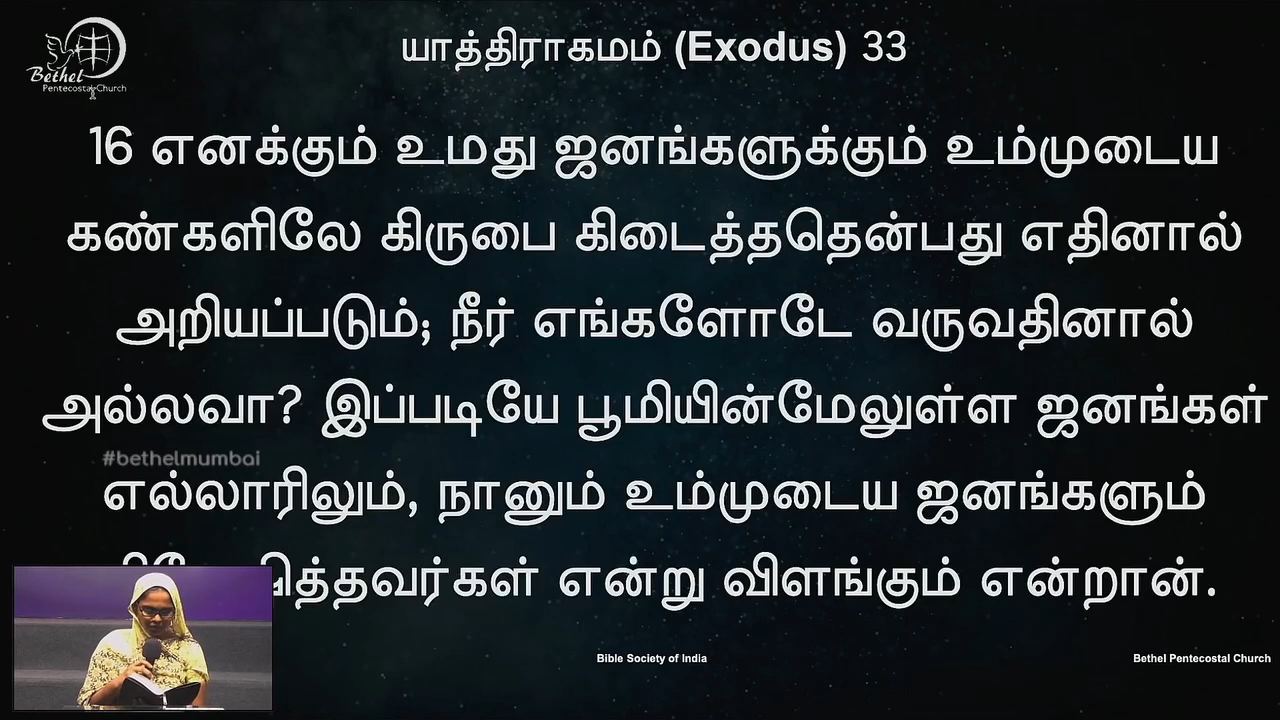 Bethel
Pentecostal Church
யாத்திராகமம் (Exodus) 33
16 எனக்கும் உமது ஜனங்களுக்கும் உம்முடைய
கண்களிலே கிருபை கிடைத்ததென்பது எதினால்
அறியப்படும்; நீர் எங்களோடே வருவதினால்
அல்லவா? இப்படியே பூமியின்மேலுள்ள ஜனங்கள்
#bethelmumbai
எல்லாரிலும், நானும் உம்முடைய ஜனங்களும்
என்று விளங்கும் என்றான்.
Bible Society of India
Bethel Pentecostal Church